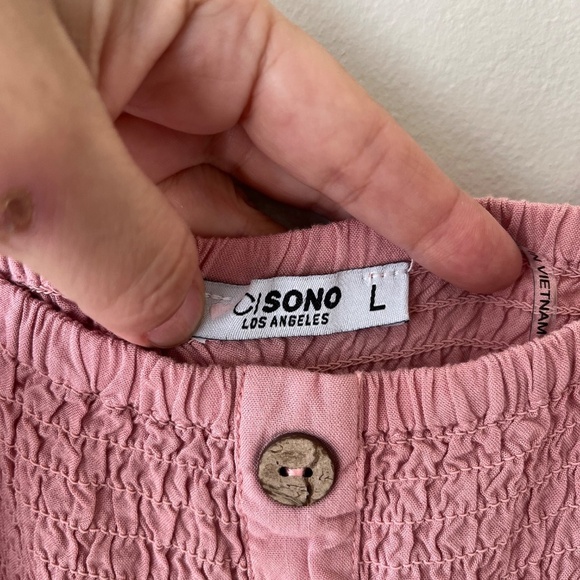 CI SONO
LOS ANGELES
L
VIETNAM